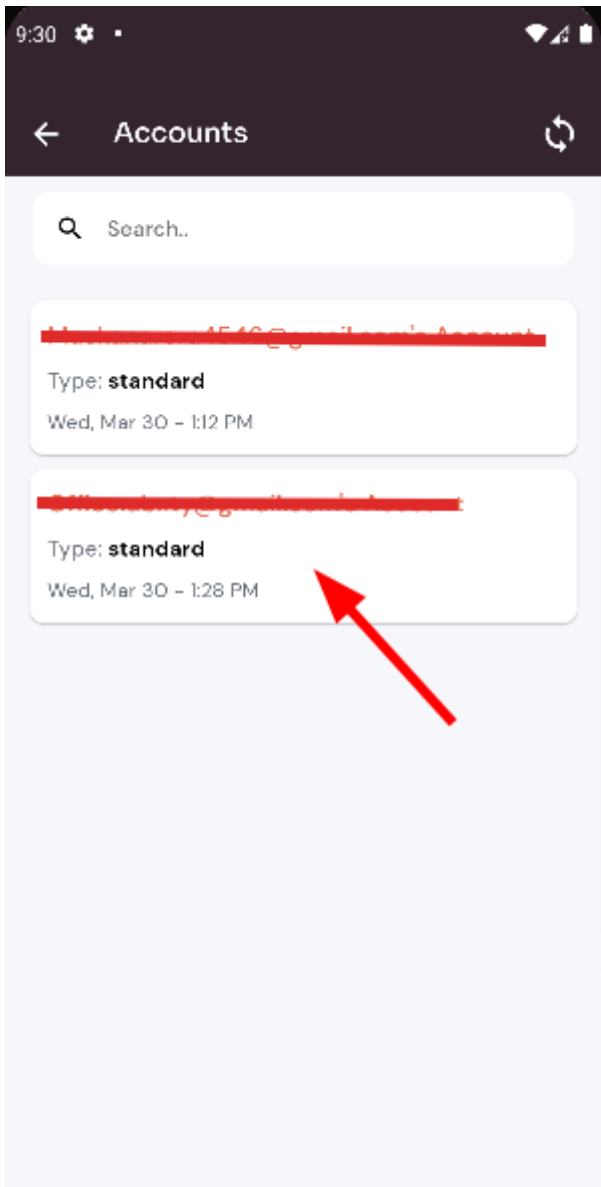 9:30
Accounts
Search..
Type: standard
Wed, Mar 30 - 1:12 PM
Type: standard
Wed, Mar 30 - 1:28 PM